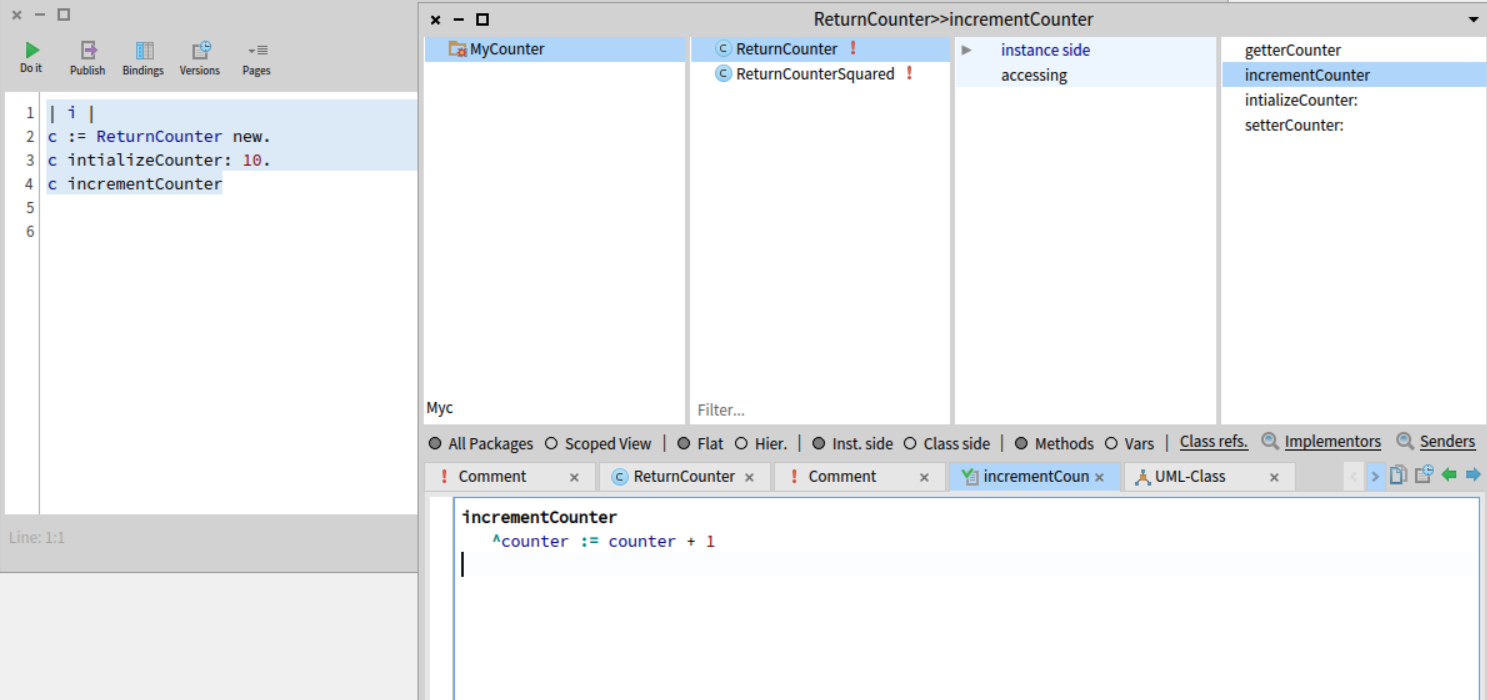 Do it Publish Bindings Versions Pages
1 | i |
2 c := ReturnCounter new.
3 c intializeCounter: 10.
4 c incrementCounter
5
6
Line: 1:1
ReturnCounter>>incrementCounter
MyCounter
Myc
ReturnCounter !
ReturnCounterSquared !
Filter...
instance side
accessing
getterCounter
incrementCounter
intializeCounter:
setterCounter:
All Packages Scoped View | Flat Hier. | Inst. side Class side | Methods Vars | Class refs. Implementors Senders
! Comment × C ReturnCounter × ! Comment × incrementCoun × UML-Class ×
incrementCounter
^counter := counter + 1